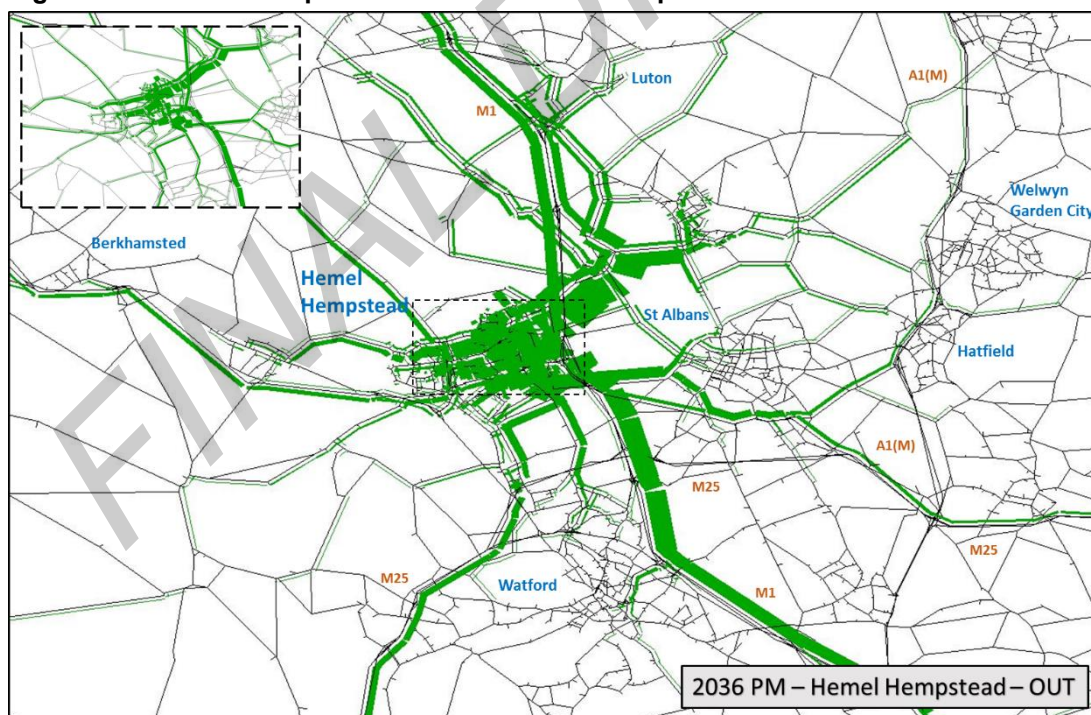 Luton
A1(M)
M1
Welwyn
Garden City
Berkhamsted
Hemel
Hempstead
St Albans
Hatfield
A1(M)
M25
M25
M25
Watford
M1
2036 PM – Hemel Hempstead – OUT